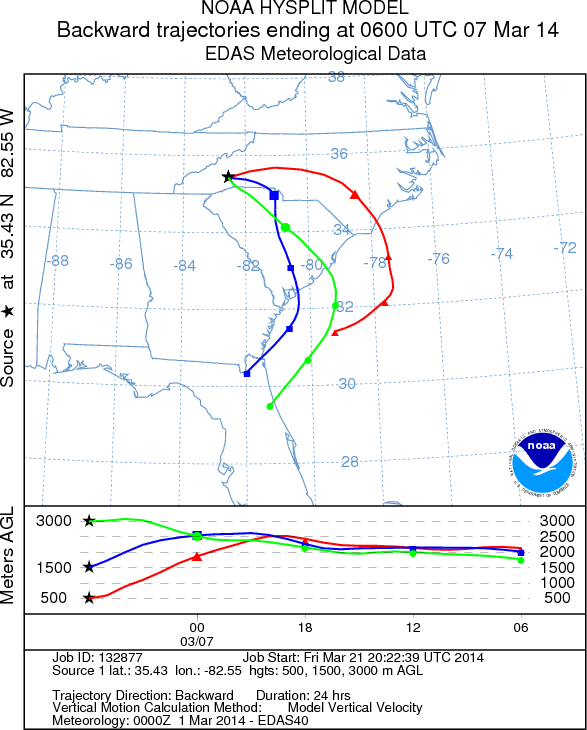 NOAA HYSPLIT MODEL
Backward trajectories ending at 0600 UTC 07 Mar 14
EDAS Meteorological Data
Source ★ at 35.43 N 82.55 W
38
36
34
-88 -86 -84 -82 -80 -78 -76 -74 -72
32
30
28
noaa
Meters AGL
3000 3000
2500
2000
1500 1500
1000
500 500
00 18 12 06
03/07
Job ID: 132877 Job Start: Fri Mar 21 20:22:39 UTC 2014
Source 1 lat.: 35.43 lon.: -82.55 hgts: 500, 1500, 3000 m AGL
Trajectory Direction: Backward Duration: 24 hrs
Vertical Motion Calculation Method: Model Vertical Velocity
Meteorology: 0000Z 1 Mar 2014 - EDAS40